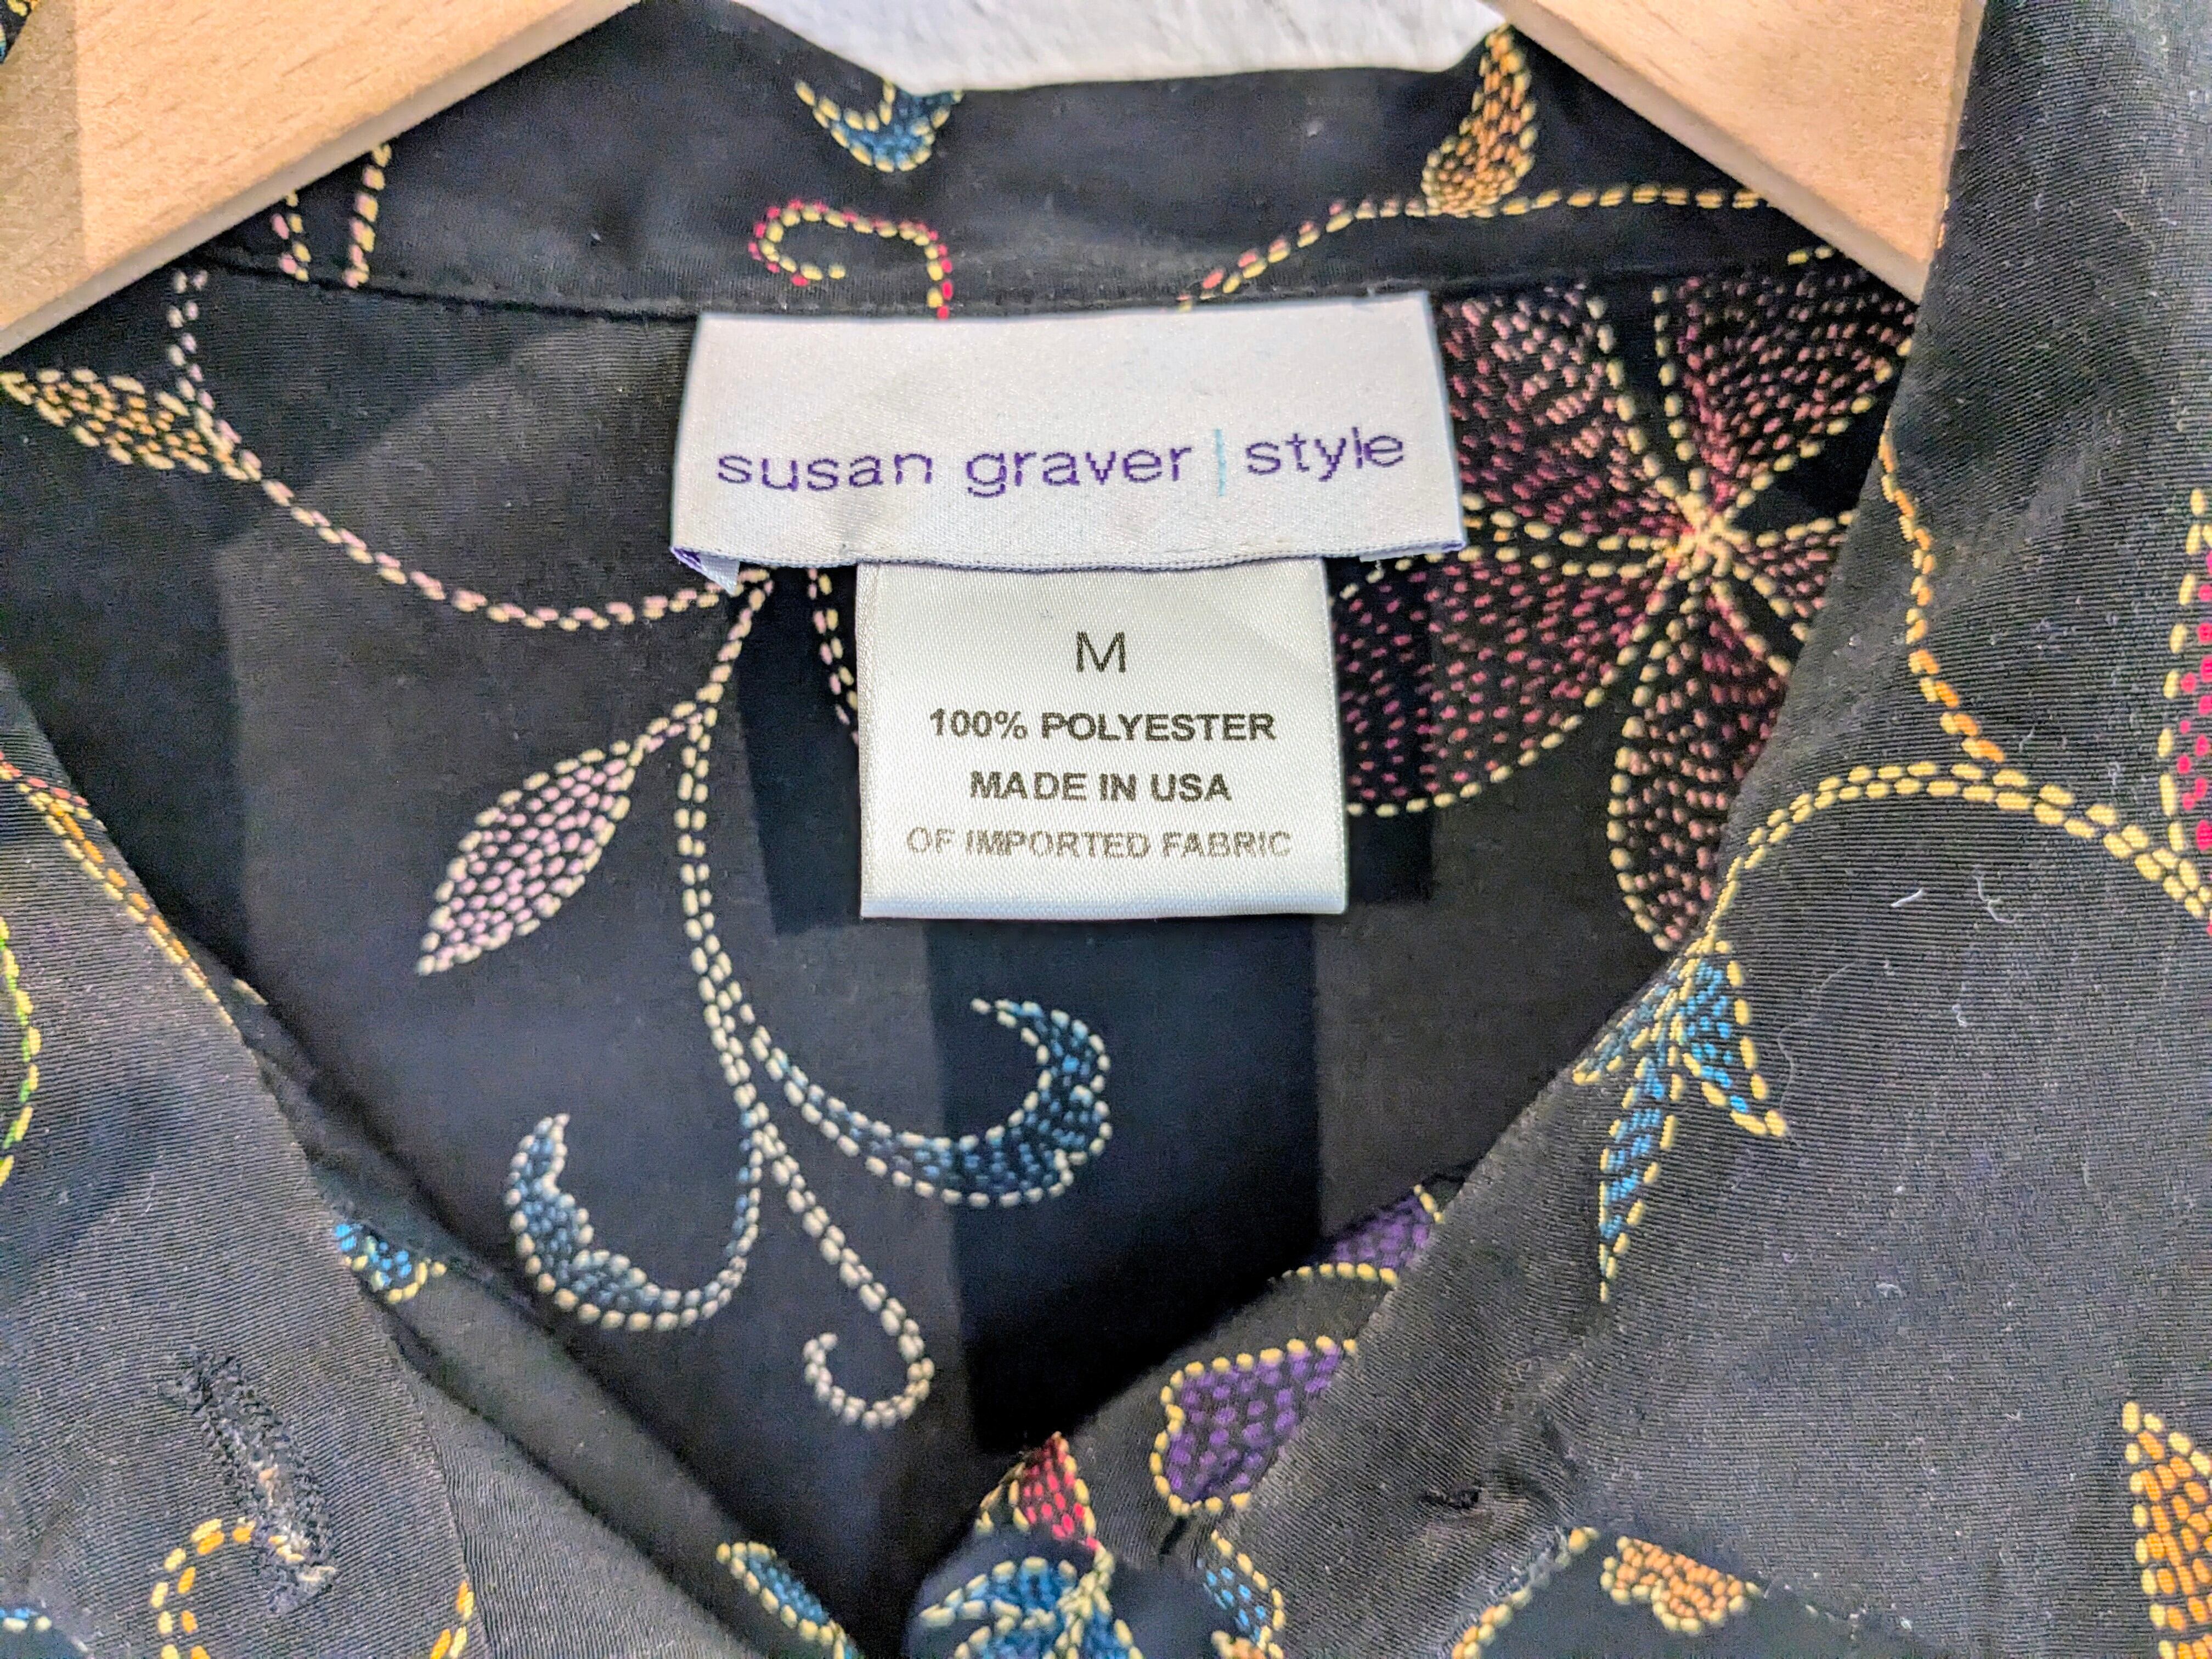 susan graver | style
M
100% POLYESTER
MADE IN USA
OF IMPORTED FABRIC